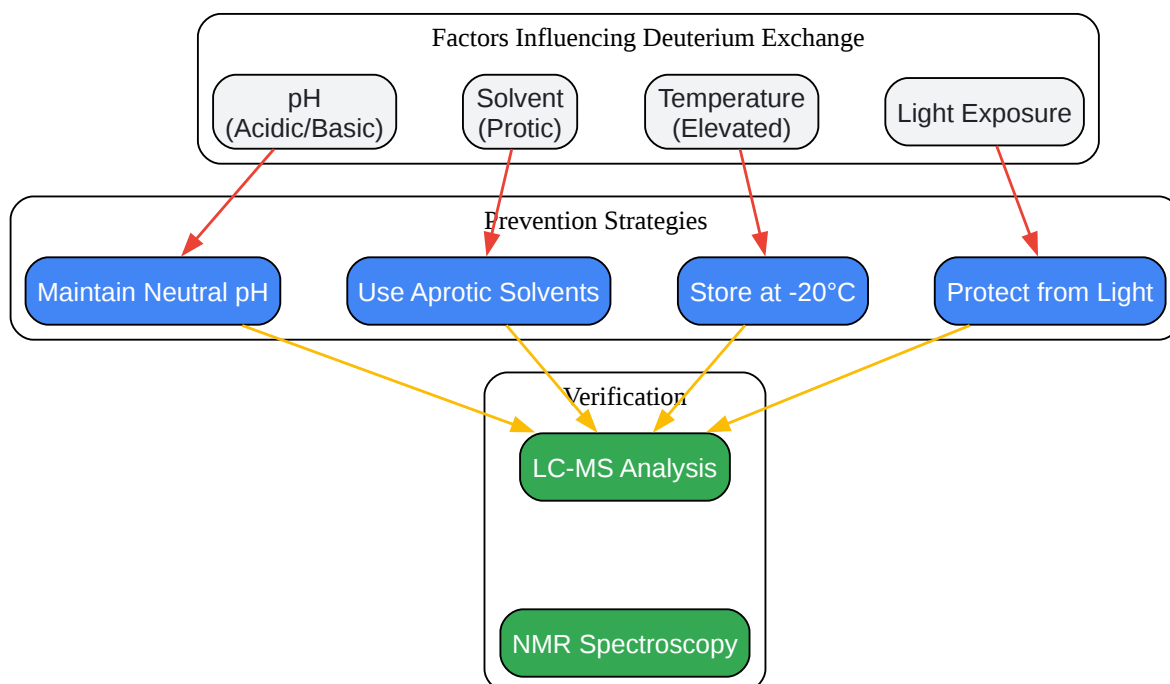 Factors Influencing Deuterium Exchange
pH
(Acidic/Basic)
Solvent
(Protic)
Temperature
(Elevated)
Light Exposure
Prevention Strategies
Maintain Neutral pH
Use Aprotic Solvents
Store at -20°C
Protect from Light
Verification
LC-MS Analysis
NMR Spectroscopy